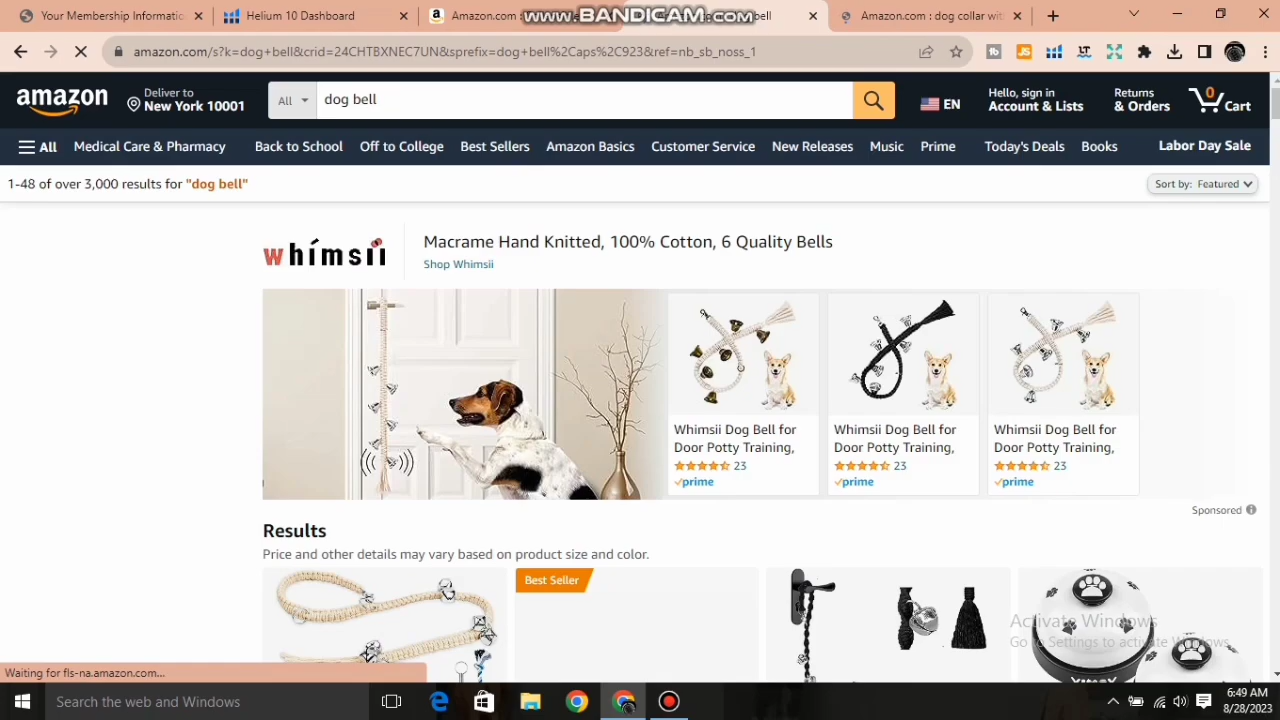 Your Membership Informati
Helium 10 Dashboard
Amazon.com :
bell
Amazon.com : dog collar wit
www.BANDICAM.com
amazon.com/s?k=dog+bell&crid=24CHTBXNEC7UN&sprefix=dog+bell%2Caps%2C923&ref=nb_sb_noss_1
amazon
Deliver to
New York 10001
All
dog bell
EN
Hello, sign in
Account & Lists
Returns
& Orders
0
Cart
All
Medical Care & Pharmacy
Back to School
Off to College
Best Sellers
Amazon Basics
Customer Service
New Releases
Music
Prime
Today's Deals
Books
Labor Day Sale
1-48 of over 3,000 results for "dog bell"
Sort by: Featured
whimsii
Macrame Hand Knitted, 100% Cotton, 6 Quality Bells
Shop Whimsii
Whimsii Dog Bell for
Door Potty Training,
23
prime
Whimsii Dog Bell for
Door Potty Training,
23
prime
Whimsii Dog Bell for
Door Potty Training,
23
prime
Sponsored
Results
Price and other details may vary based on product size and color.
Best Seller
Activate Windows
Go to Settings to activate Windows.
Waiting for fls-na.amazon.com...
Search the web and Windows
6:49 AM
8/28/2023